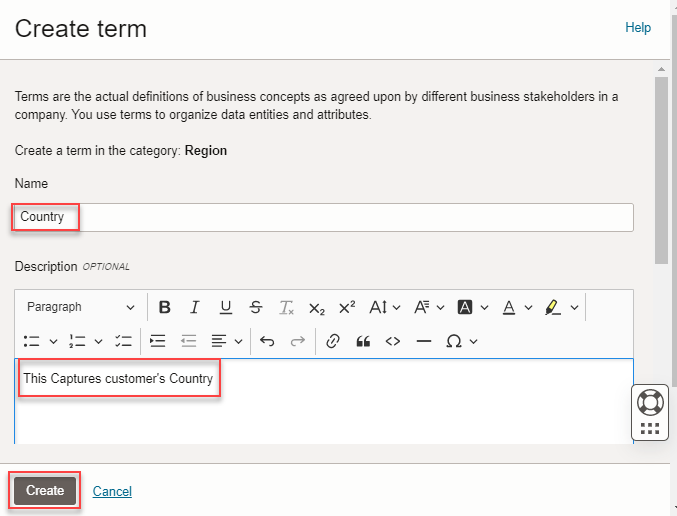 Create term
Help
Terms are the actual definitions of business concepts as agreed upon by different business stakeholders in a
company. You use terms to organize data entities and attributes.
Create a term in the category: Region
Name
Country
Description OPTIONAL
Paragraph
This Captures customer's Country
Create
Cancel